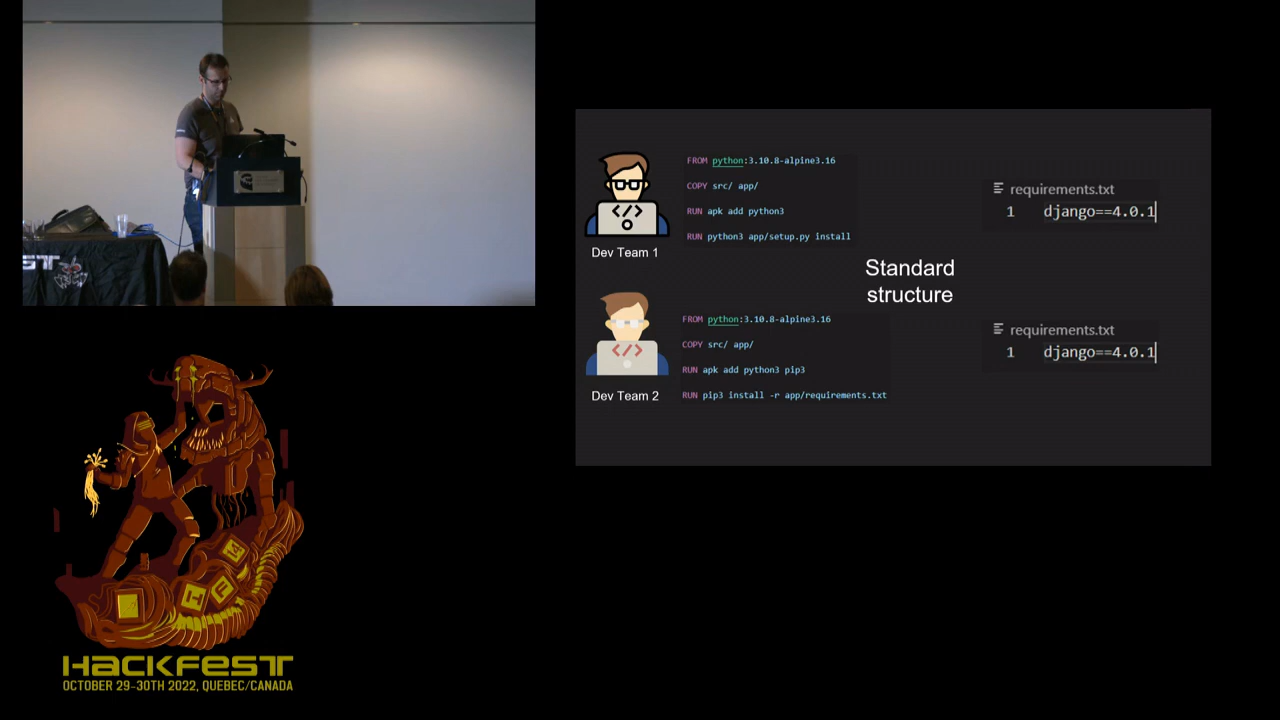 FROM python:3.10.8-alpine3.16
COPY src/ app/
RUN apk add python3
RUN python3 app/setup.py install
Dev Team 1
requirements.txt
1 django==4.0.1
Standard
structure
FROM python:3.10.8-alpine3.16
COPY src/ app/
RUN apk add python3 pip3
RUN pip3 install -r app/requirements.txt
Dev Team 2
requirements.txt
1 django==4.0.1
ST
HACKFEST
OCTOBER 29-30TH 2022, QUEBEC/CANADA